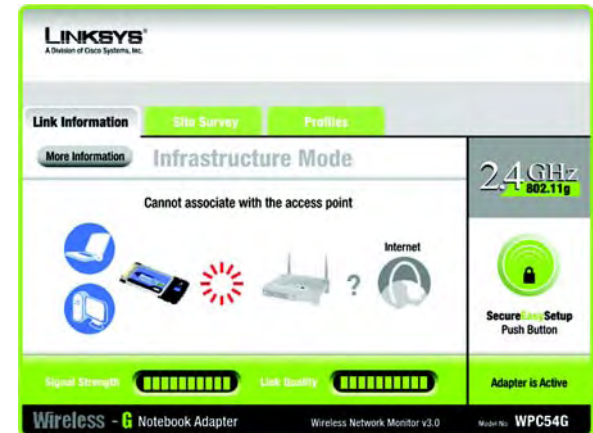 LINKSYS®
A Division of Cisco Systems, Inc.
Link Information
Site Survey
Profiles
More Information
Infrastructure Mode
2.4 GHz
802.11g
Cannot associate with the access point
Internet
?
SecureEasySetup
Push Button
Signal Strength
Link Quality
Adapter is Active
Wireless - G Notebook Adapter
Wireless Network Monitor v3.0
Model No. WPC54G